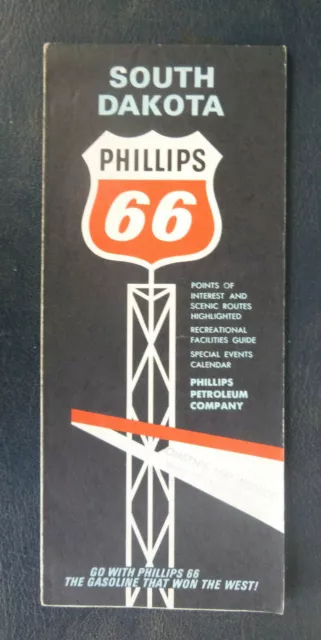 SOUTH
DAKOTA
PHILLIPS
66
POINTS OF
INTEREST AND
SCENIC ROUTES
HIGHLIGHTED
RECREATIONAL
FACILITIES GUIDE
SPECIAL EVENTS
CALENDAR
PHILLIPS
PETROLEUM
COMPANY
GO WITH PHILLIPS 66
THE GASOLINE THAT WON THE WEST!